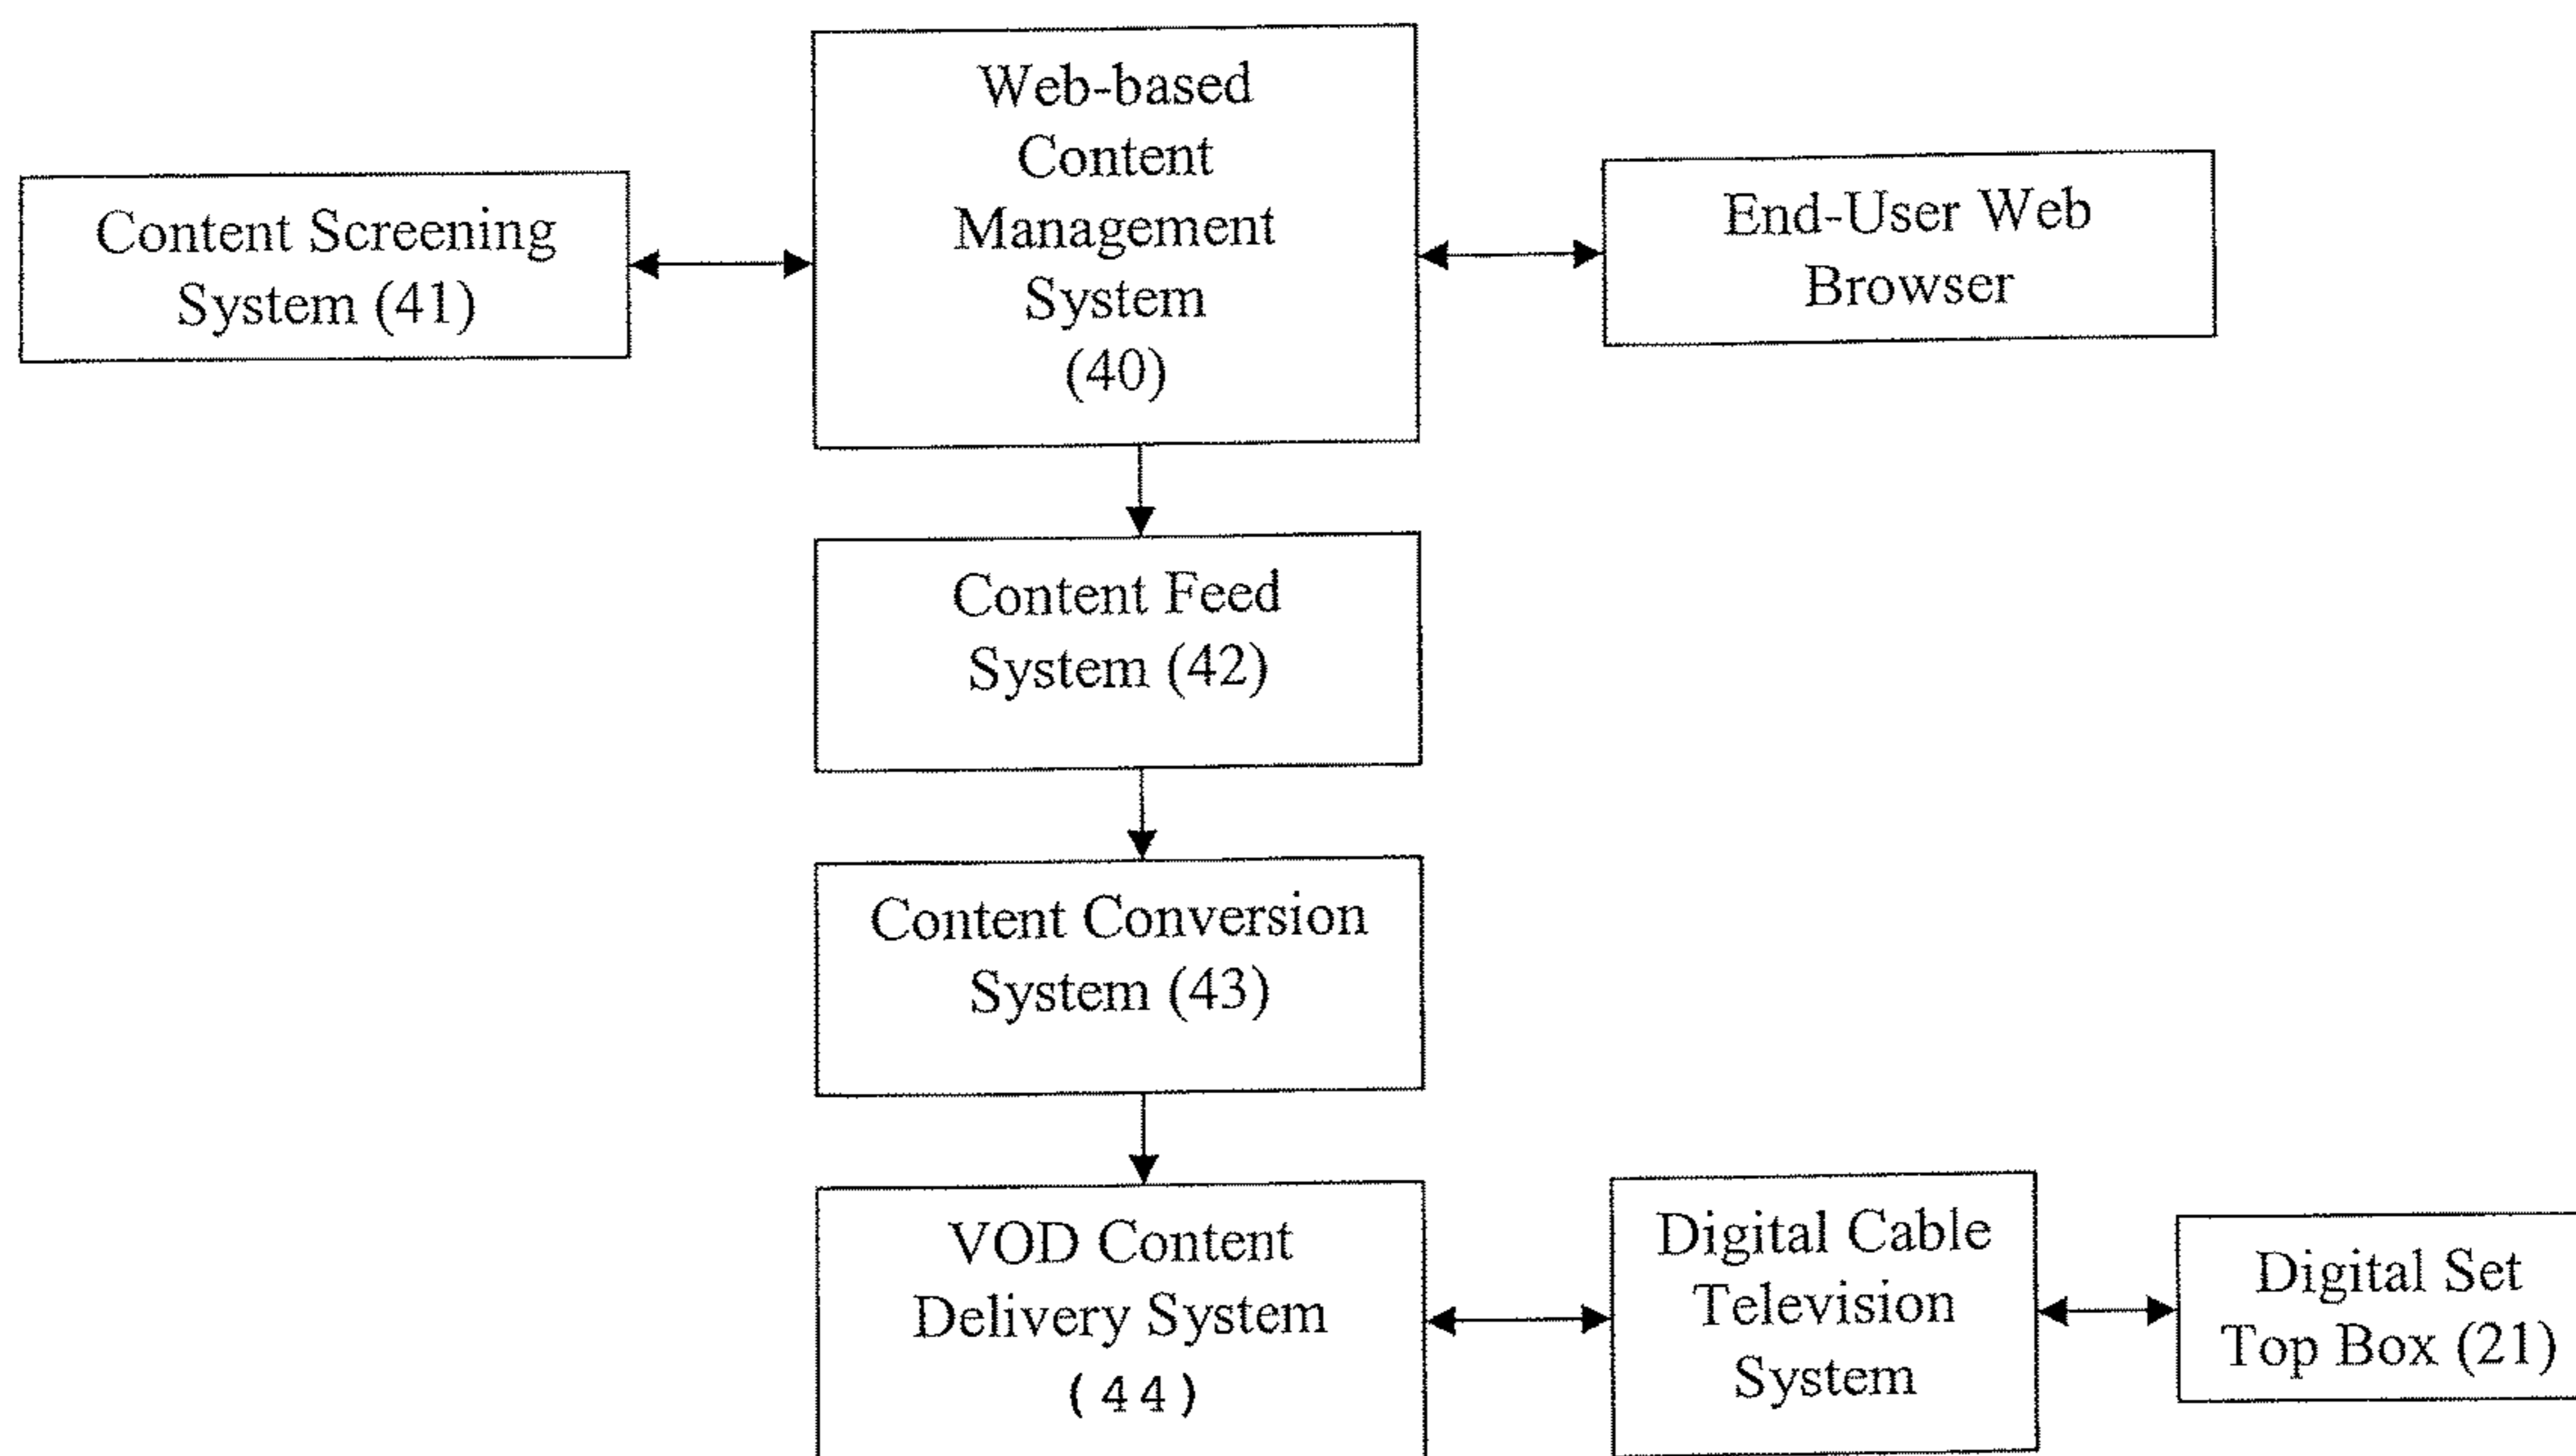 Web-based
Content
Management
System
(40)
Content Screening
System (41)
End-User Web
Browser
Content Feed
System (42)
Content Conversion
System (43)
VOD Content
Delivery System
(44)
Digital Cable
Television
System
Digital Set
Top Box (21)